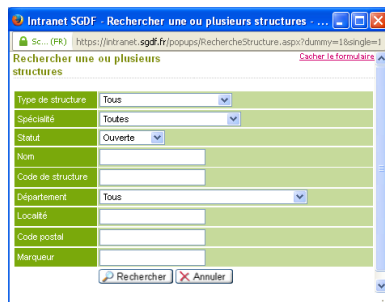 Intranet SGDF - Rechercher une ou plusieurs structures - ...
Sc... (FR) https://intranet.sgdf.fr/popups/RechercheStructure.aspx?dummy=1&single=1
Rechercher une ou plusieurs structures
Cacher le formulaire
Type de structure Tous
Spécialité Toutes
Statut Ouverte
Nom
Code de structure
Département Tous
Localité
Code postal
Marqueur
Rechercher Annuler